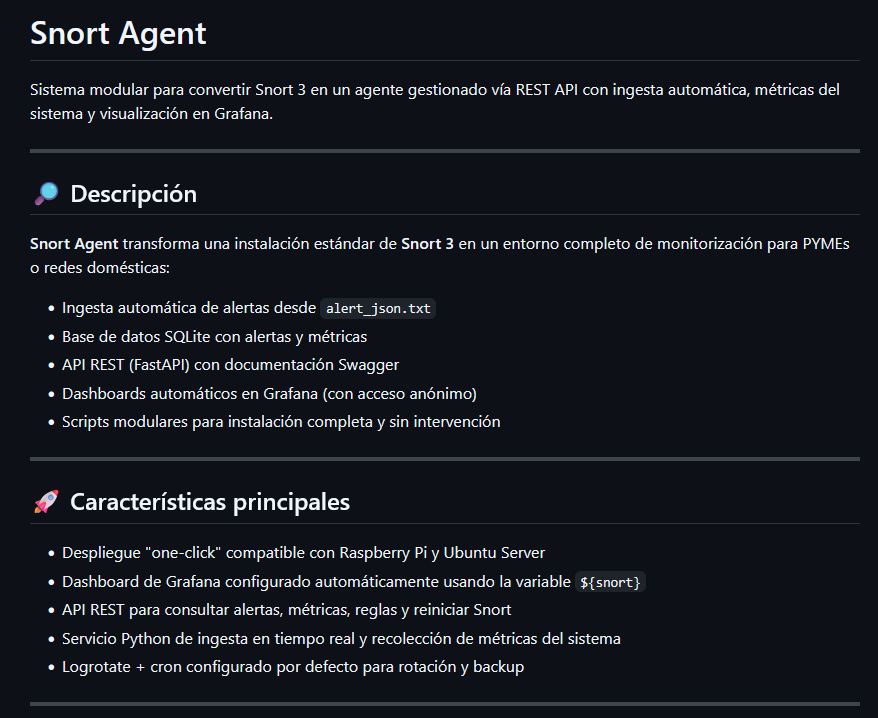 Snort Agent
Sistema modular para convertir Snort 3 en un agente gestionado vía REST API con ingesta automática, métricas del
sistema y visualización en Grafana.
Descripción
Snort Agent transforma una instalación estándar de Snort 3 en un entorno completo de monitorización para PYMEs
o redes domésticas:
Ingesta automática de alertas desde alert_json.txt
Base de datos SQLite con alertas y métricas
API REST (FastAPI) con documentación Swagger
Dashboards automáticos en Grafana (con acceso anónimo)
Scripts modulares para instalación completa y sin intervención
Características principales
Despliegue "one-click" compatible con Raspberry Pi y Ubuntu Server
Dashboard de Grafana configurado automáticamente usando la variable ${snort}
API REST para consultar alertas, métricas, reglas y reiniciar Snort
Servicio Python de ingesta en tiempo real y recolección de métricas del sistema
Logrotate + cron configurado por defecto para rotación y backup